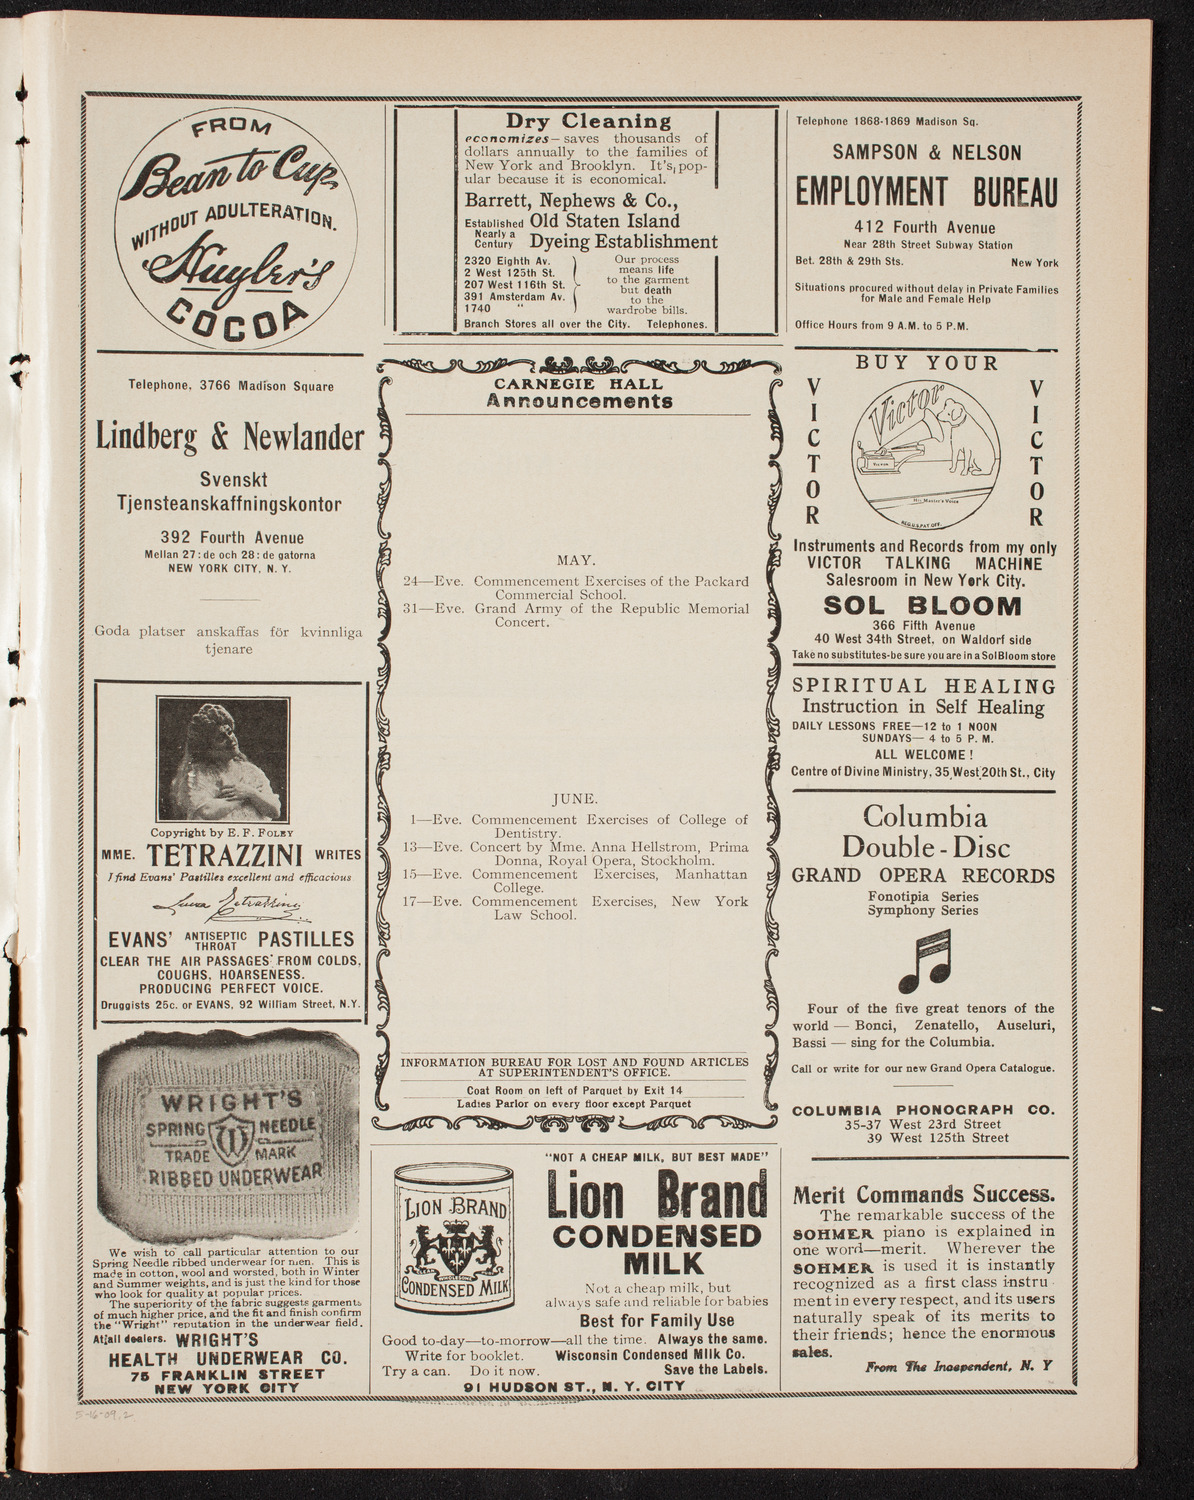 FROM
Bean to Cup
WITHOUT ADULTERATION.
Huyler's
COCOA
Telephone, 3766 Madison Square
Lindberg & Newlander
Svenskt
Tjensteanskaffningskontor
392 Fourth Avenue
Mellan 27: de och 28: de gatorna
NEW YORK CITY, N. Y.
Goda platser anskaffas för kvinnliga
tjenare
Copyright by E. F. FOLEY
MME. TETRAZZINI WRITES
I find Evans' Pastilles excellent and efficacious
Luisa Tetrazzini
EVANS' ANTISEPTIC THROAT PASTILLES
CLEAR THE AIR PASSAGES FROM COLDS,
COUGHS, HOARSENESS.
PRODUCING PERFECT VOICE.
Druggists 25c. or EVANS, 92 William Street, N.Y.
WRIGHT'S
SPRING NEEDLE
W
TRADE MARK
RIBBED UNDERWEAR
We wish to call particular attention to our
Spring Needle ribbed underwear for men. This is
made in cotton, wool and worsted, both in Winter
and Summer weights, and is just the kind for those
who look for quality at popular prices.
The superiority of the fabric suggests garments
of much higher price, and the fit and finish confirm
the "Wright" reputation in the underwear field.
At all dealers. WRIGHT'S
HEALTH UNDERWEAR CO.
75 FRANKLIN STREET
NEW YORK CITY
5-16-09.2
Dry Cleaning
economizes—saves thousands of
dollars annually to the families of
New York and Brooklyn. It's pop-
ular because it is economical.
Barrett, Nephews & Co.,
Established Nearly a Century Old Staten Island
Dyeing Establishment
2320 Eighth Av.
2 West 125th St.
207 West 116th St.
391 Amsterdam Av.
1740 "
Our process
means life
to the garment
but death
to the
wardrobe bills.
Branch Stores all over the City. Telephones.
CARNEGIE HALL
Announcements
MAY.
24—Eve. Commencement Exercises of the Packard
Commercial School.
31—Eve. Grand Army of the Republic Memorial
Concert.
JUNE.
1—Eve. Commencement Exercises of College of
Dentistry.
13—Eve. Concert by Mme. Anna Hellstrom, Prima
Donna, Royal Opera, Stockholm.
15—Eve. Commencement Exercises, Manhattan
College.
17—Eve. Commencement Exercises, New York
Law School.
INFORMATION BUREAU FOR LOST AND FOUND ARTICLES
AT SUPERINTENDENT'S OFFICE.
Coat Room on left of Parquet by Exit 14
Ladies Parlor on every floor except Parquet
LION BRAND
CONDENSED MILK
"NOT A CHEAP MILK, BUT BEST MADE"
Lion Brand
CONDENSED
MILK
Not a cheap milk, but
always safe and reliable for babies
Best for Family Use
Good to-day—to-morrow—all the time. Always the same.
Write for booklet. Wisconsin Condensed Milk Co.
Try a can. Do it now. Save the Labels.
91 HUDSON ST., N. Y. CITY
Telephone 1868-1869 Madison Sq.
SAMPSON & NELSON
EMPLOYMENT BUREAU
412 Fourth Avenue
Near 28th Street Subway Station
Bet. 28th & 29th Sts. New York
Situations procured without delay in Private Families
for Male and Female Help
Office Hours from 9 A.M. to 5 P.M.
BUY YOUR
VICTOR
Victor
VICTOR
His Master's Voice
REG.U.S.PAT.OFF.
VICTOR
Instruments and Records from my only
VICTOR TALKING MACHINE
Salesroom in New York City.
SOL BLOOM
366 Fifth Avenue
40 West 34th Street, on Waldorf side
Take no substitutes-be sure you are in a Sol Bloom store
SPIRITUAL HEALING
Instruction in Self Healing
DAILY LESSONS FREE—12 to 1 NOON
SUNDAYS— 4 to 5 P. M.
ALL WELCOME!
Centre of Divine Ministry, 35 West 20th St., City
Columbia
Double-Disc
GRAND OPERA RECORDS
Fonotipia Series
Symphony Series
Four of the five great tenors of the
world — Bonci, Zenatello, Auseluri,
Bassi — sing for the Columbia.
Call or write for our new Grand Opera Catalogue.
COLUMBIA PHONOGRAPH CO.
35-37 West 23rd Street
39 West 125th Street
Merit Commands Success.
The remarkable success of the
SOHMER piano is explained in
one word—merit. Wherever the
SOHMER is used it is instantly
recognized as a first class instru-
ment in every respect, and its users
naturally speak of its merits to
their friends; hence the enormous
sales.
From The Independent, N. Y